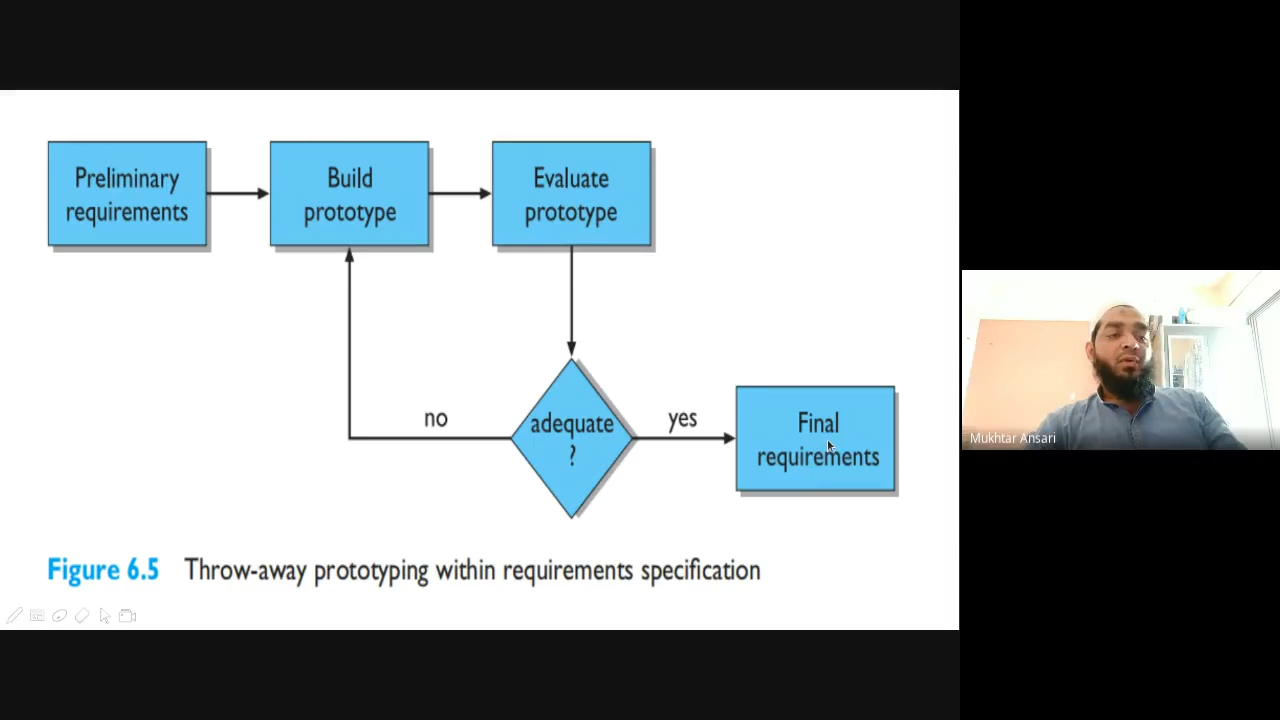 Preliminary
requirements
Build
prototype
Evaluate
prototype
adequate
?
no
yes
Final
requirements
Figure 6.5 Throw-away prototyping within requirements specification
Mukhtar Ansari